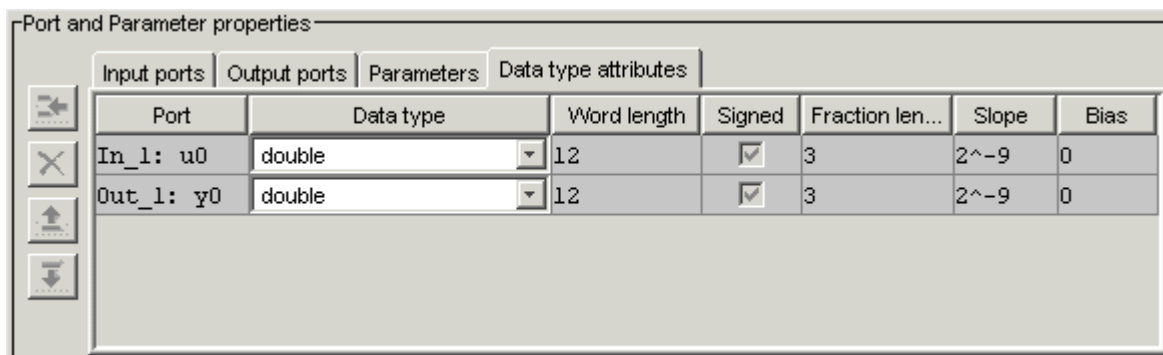 Port and Parameter properties
Input ports Output ports Parameters Data type attributes
Port Data type Word length Signed Fraction len... Slope Bias
In_1: u0 double 12 3 2^-9 0
Out_1: y0 double 12 3 2^-9 0